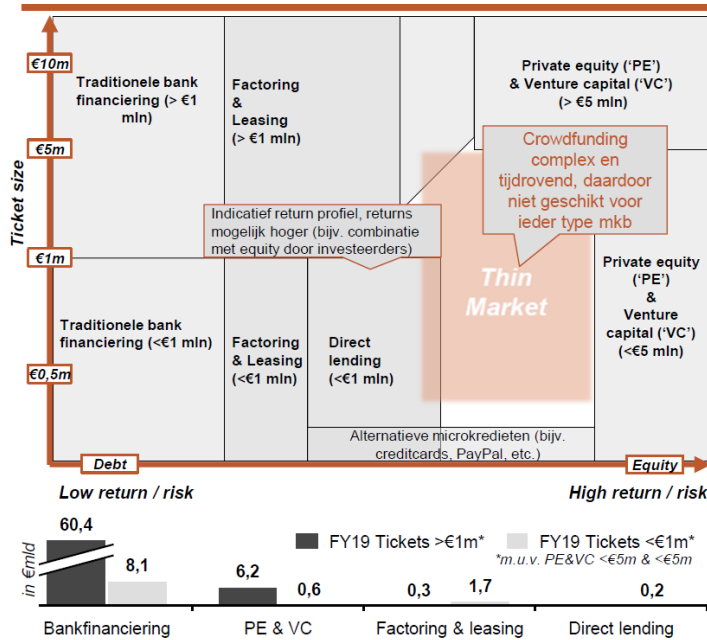 €10m
€5m
€1m
€0,5m
Ticket size
Traditionele bank
financiering (> €1
mln)
Factoring
&
Leasing
(> €1 mln)
Private equity (‘PE’)
& Venture capital (‘VC’)
(> €5 mln)
Crowdfunding
complex en
tijdrovend, daardoor
niet geschikt voor
ieder type mkb
Indicatief return profiel, returns
mogelijk hoger (bijv. combinatie
met equity door investeerders)
Thin
Market
Private equity
(‘PE’)
&
Venture
capital (‘VC’)
(<€5 mln)
Traditionele bank
financiering (<€1 mln)
Factoring
& Leasing
(<€1 mln)
Direct
lending
(<€1 mln)
Alternatieve microkredieten (bijv.
creditcards, PayPal, etc.)
Debt
Equity
Low return / risk
High return / risk
in €mld
60,4
8,1
6,2
0,6
0.3
1,7
0,2
FY19 Tickets >€1m*
FY19 Tickets <€1m*
*m.u.v. PE&VC <€5m & <€5m
Bankfinanciering
PE & VC
Factoring & leasing
Direct lending